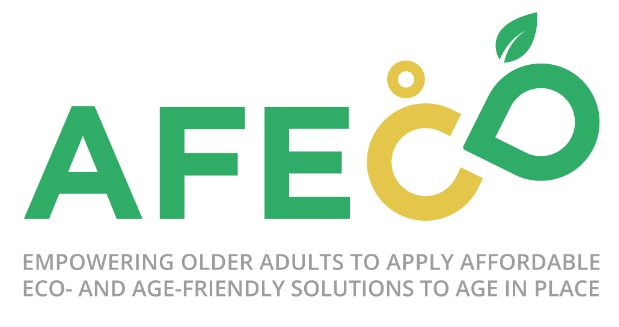 AFECO
EMPOWERING OLDER ADULTS TO APPLY AFFORDABLE
ECO- AND AGE-FRIENDLY SOLUTIONS TO AGE IN PLACE